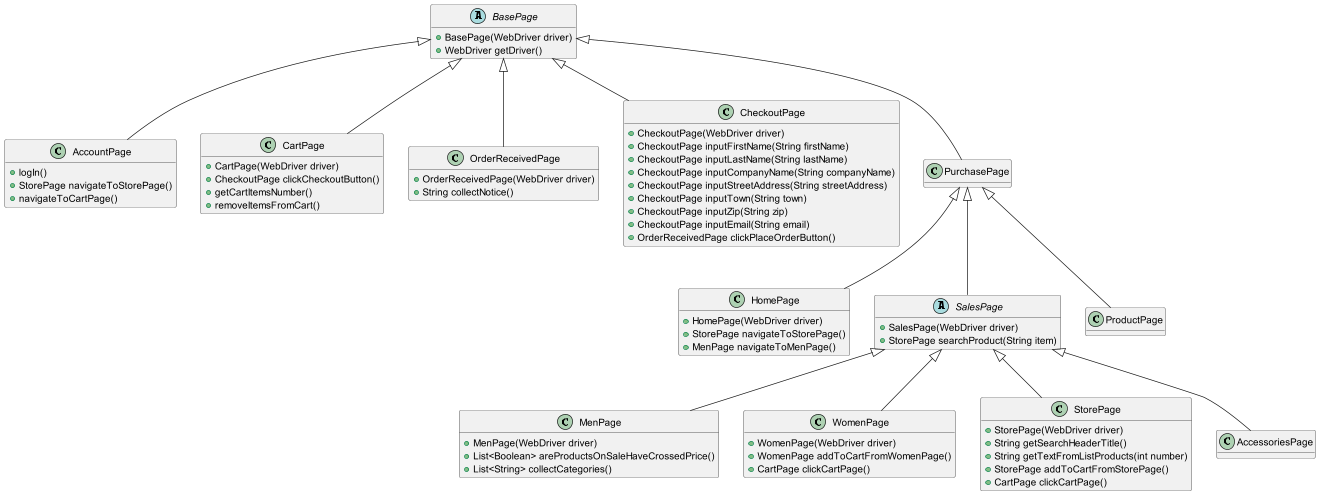 A BasePage
BasePage(WebDriver driver)
WebDriver getDriver()
C AccountPage
logIn()
StorePage navigateToStorePage()
navigateToCartPage()
C CartPage
CartPage(WebDriver driver)
CheckoutPage clickCheckoutButton()
getCartItemsNumber()
removeItemsFromCart()
C OrderReceivedPage
OrderReceivedPage(WebDriver driver)
String collectNotice()
C CheckoutPage
CheckoutPage(WebDriver driver)
CheckoutPage inputFirstName(String firstName)
CheckoutPage inputLastName(String lastName)
CheckoutPage inputCompanyName(String companyName)
CheckoutPage inputStreetAddress(String streetAddress)
CheckoutPage inputTown(String town)
CheckoutPage inputZip(String zip)
CheckoutPage inputEmail(String email)
OrderReceivedPage clickPlaceOrderButton()
C PurchasePage
C HomePage
HomePage(WebDriver driver)
StorePage navigateToStorePage()
MenPage navigateToMenPage()
A SalesPage
SalesPage(WebDriver driver)
StorePage searchProduct(String item)
C ProductPage
C MenPage
MenPage(WebDriver driver)
List<Boolean> areProductsOnSaleHaveCrossedPrice()
List<String> collectCategories()
C WomenPage
WomenPage(WebDriver driver)
WomenPage addToCartFromWomenPage()
CartPage clickCartPage()
C StorePage
StorePage(WebDriver driver)
String getSearchHeaderTitle()
String getTextFromListProducts(int number)
StorePage addToCartFromStorePage()
CartPage clickCartPage()
C AccessoriesPage